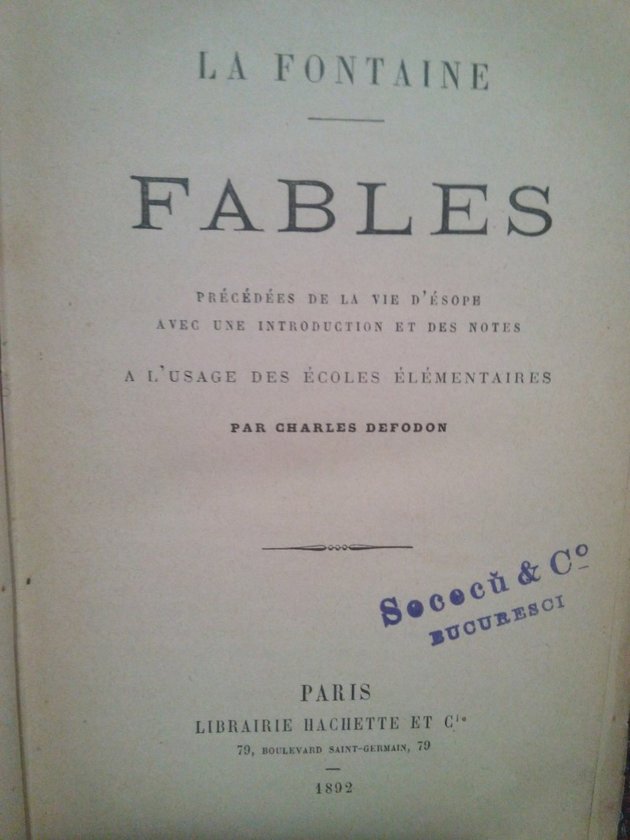 LA FONTAINE
FABLES
PRÉCÉDÉES DE LA VIE D'ÉSOPE
AVEC UNE INTRODUCTION ET DES NOTES
A L'USAGE DES ÉCOLES ÉLÉMENTAIRES
PAR CHARLES DEFODON
Sococŭ & Cº
BUCURESCI
PARIS
LIBRAIRIE HACHETTE ET Cie
79, BOULEVARD SAINT-GERMAIN, 79
1892